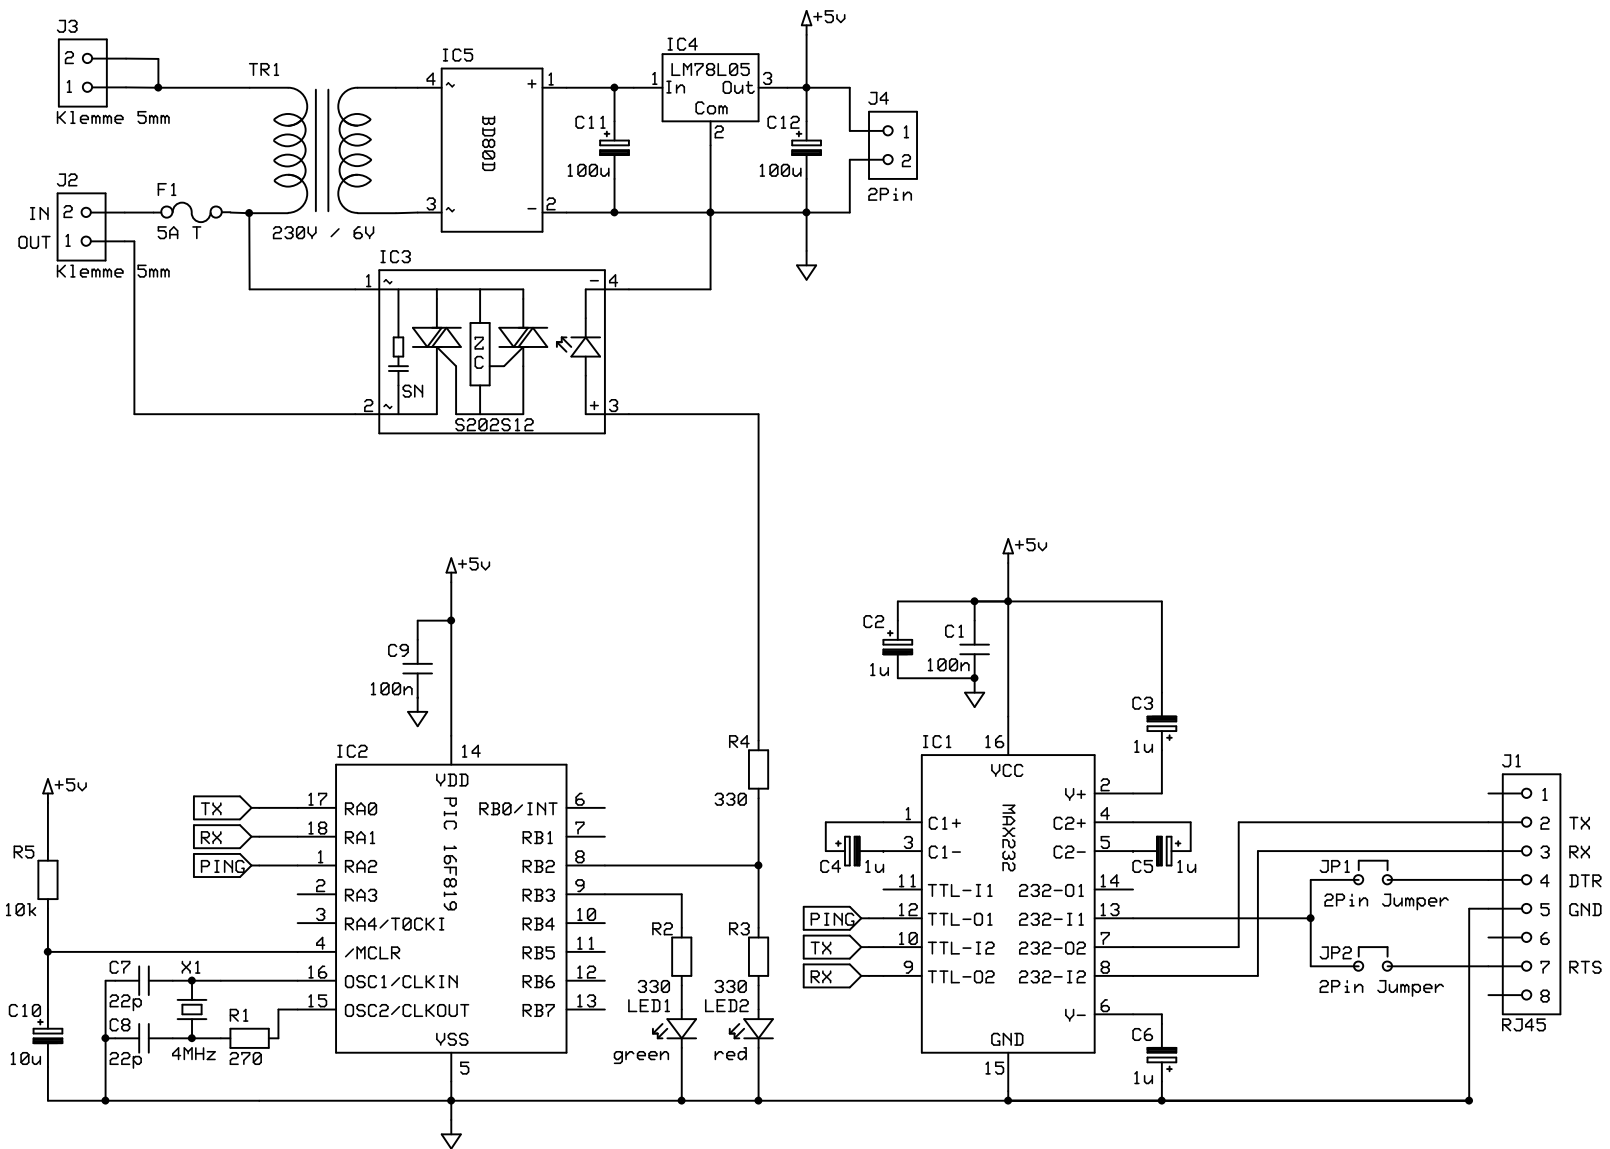 J3
2
1
Klemme 5mm
TR1
230V / 6V
J2
IN 2
OUT 1
Klemme 5mm
F1
5A T
IC5
4 ~ + 1
BD80D
3 ~ - 2
C11
+
100u
IC4
LM78L05
1 In Out 3
Com
2
+5v
C12
+
100u
J4
1
2
2Pin
IC3
1 ~ - 4
ZC
SN
2 ~ + 3
S202S12
+5v
C9
100n
IC2
14
VDD
PIC 16F819
TX 17 RA0
RX 18 RA1
PING 1 RA2
2 RA3
3 RA4/T0CKI
4 /MCLR
16 OSC1/CLKIN
15 OSC2/CLKOUT
VSS
5
RB0/INT 6
RB1 7
RB2 8
RB3 9
RB4 10
RB5 11
RB6 12
RB7 13
+5v
R5
10k
C10
+
10u
C7
22p
C8
22p
X1
4MHz
R1
270
R4
330
R2
330
LED1
green
R3
330
LED2
red
+5v
C2
+
1u
C1
100n
C3
1u
+
IC1
16
VCC
MAX232
1 C1+
3 C1-
11 TTL-I1
PING 12 TTL-O1
TX 10 TTL-I2
RX 9 TTL-O2
GND
15
V+ 2
C2+ 4
C2- 5
232-O1 14
232-I1 13
232-O2 7
232-I2 8
V- 6
C4
+
1u
C5
+
1u
C6
1u
+
JP1
2Pin Jumper
JP2
2Pin Jumper
J1
1
2 TX
3 RX
4 DTR
5 GND
6
7 RTS
8
RJ45